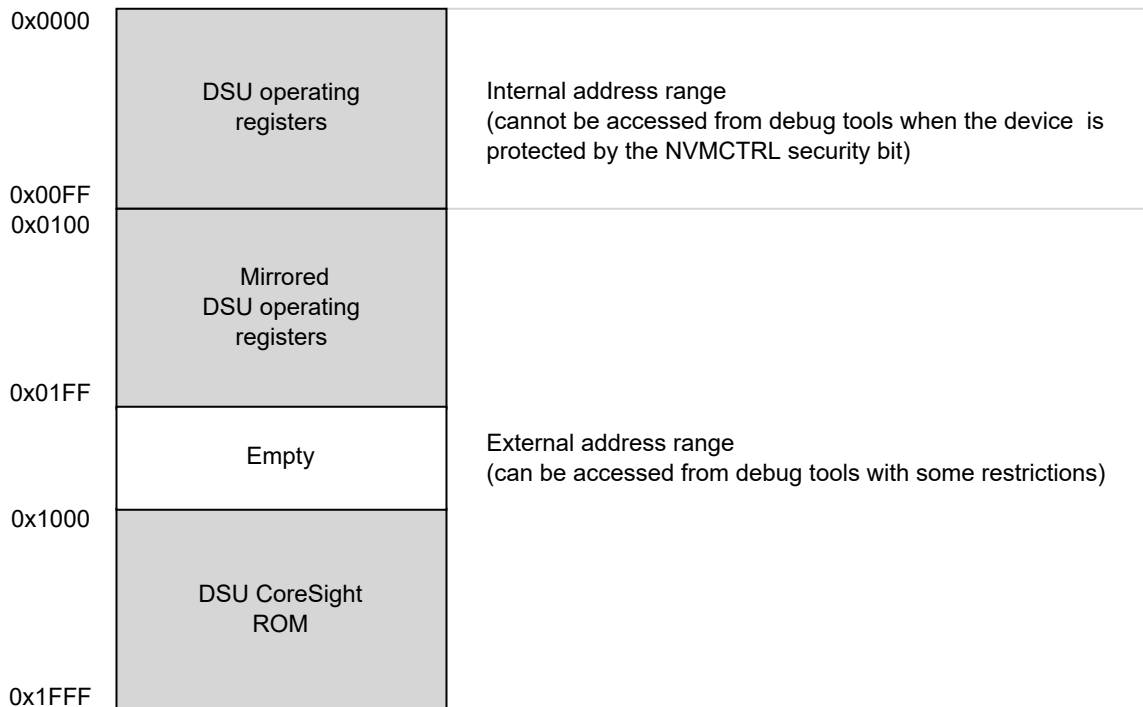 0x0000
DSU operating
registers
Internal address range
(cannot be accessed from debug tools when the device is
protected by the NVMCTRL security bit)
0x00FF
0x0100
Mirrored
DSU operating
registers
0x01FF
Empty
External address range
(can be accessed from debug tools with some restrictions)
0x1000
DSU CoreSight
ROM
0x1FFF